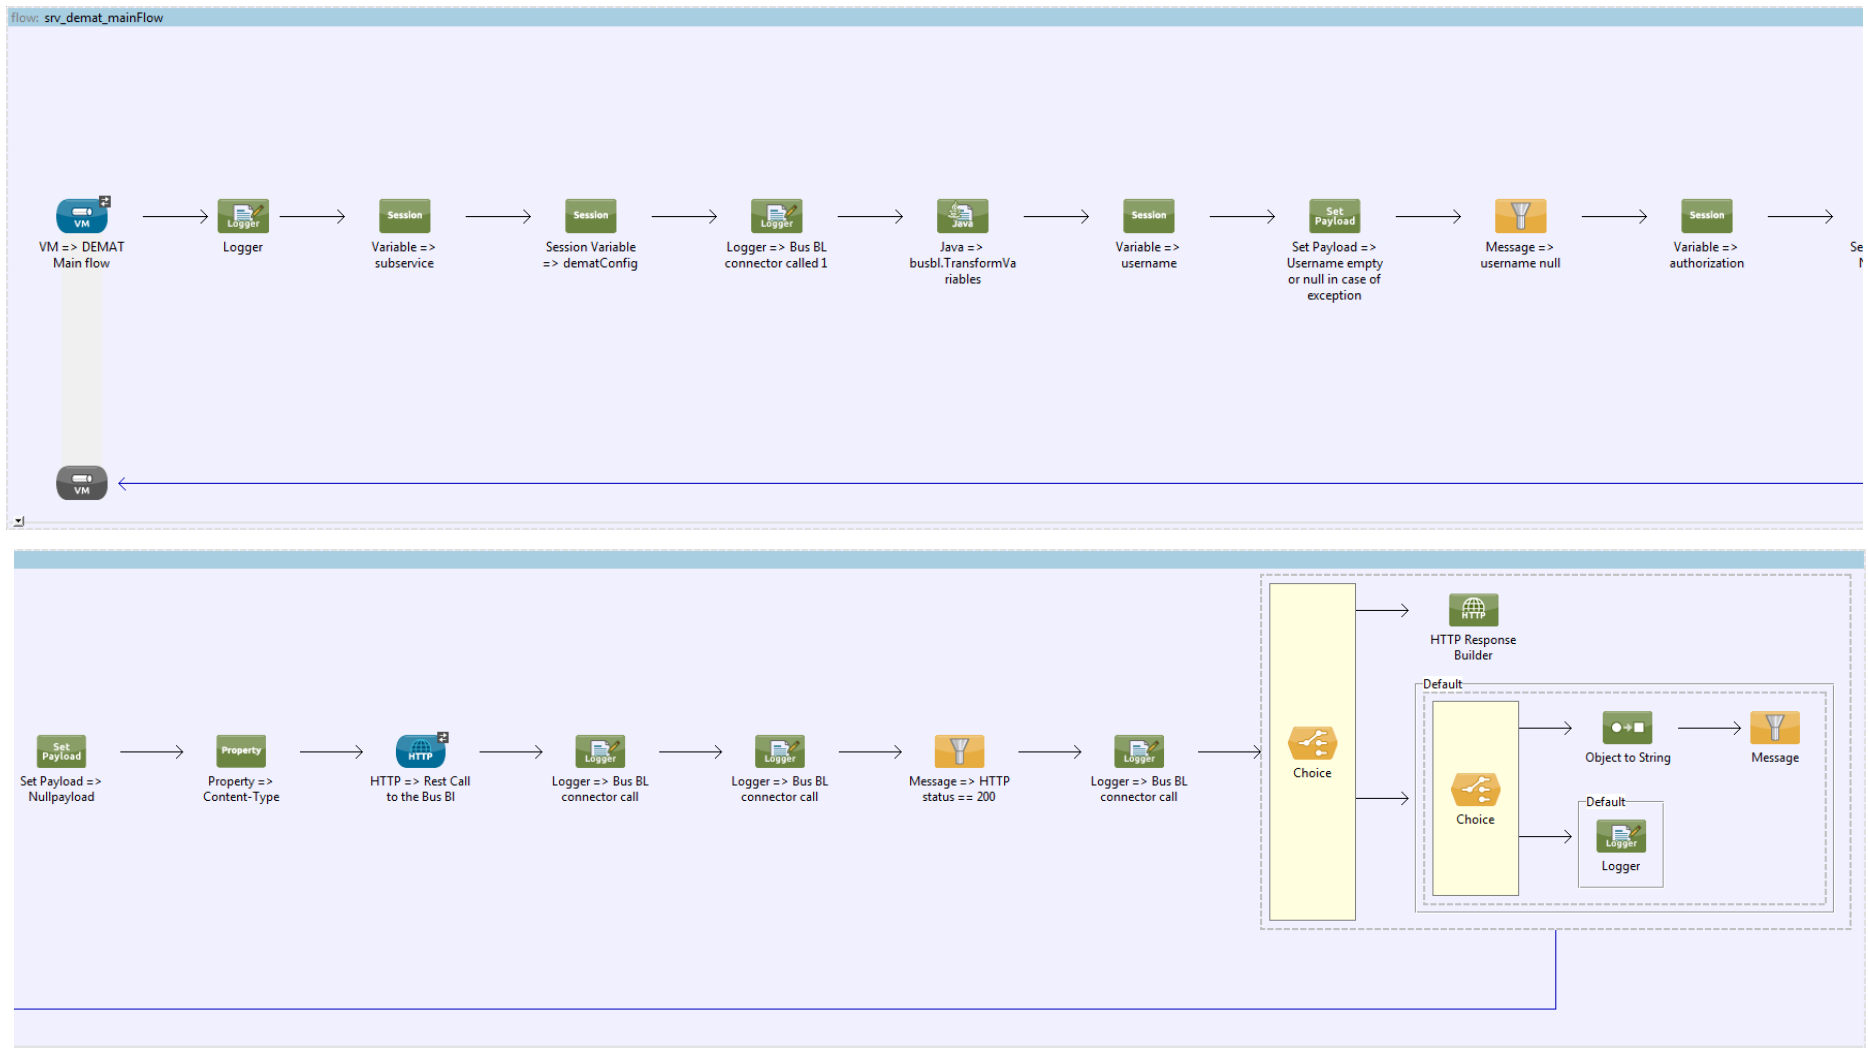 flow: srv_demat_mainFlow
VM
VM => DEMAT
Main flow
Logger
Logger
Session
Variable =>
subservice
Session
Session Variable
=> dematConfig
Logger
Logger => Bus BL
connector called 1
Java
Java =>
busbl.TransformVa
riables
Session
Variable =>
username
Set
Payload
Set Payload =>
Username empty
or null in case of
exception
Message =>
username null
Session
Variable =>
authorization
Se
VM
Set
Payload
Set Payload =>
Nullpayload
Property
Property =>
Content-Type
HTTP
HTTP => Rest Call
to the Bus Bl
Logger
Logger => Bus BL
connector call
Logger
Logger => Bus BL
connector call
Message => HTTP
status == 200
Logger
Logger => Bus BL
connector call
Choice
HTTP
HTTP Response
Builder
Default
Choice
Object to String
Message
Default
Logger
Logger